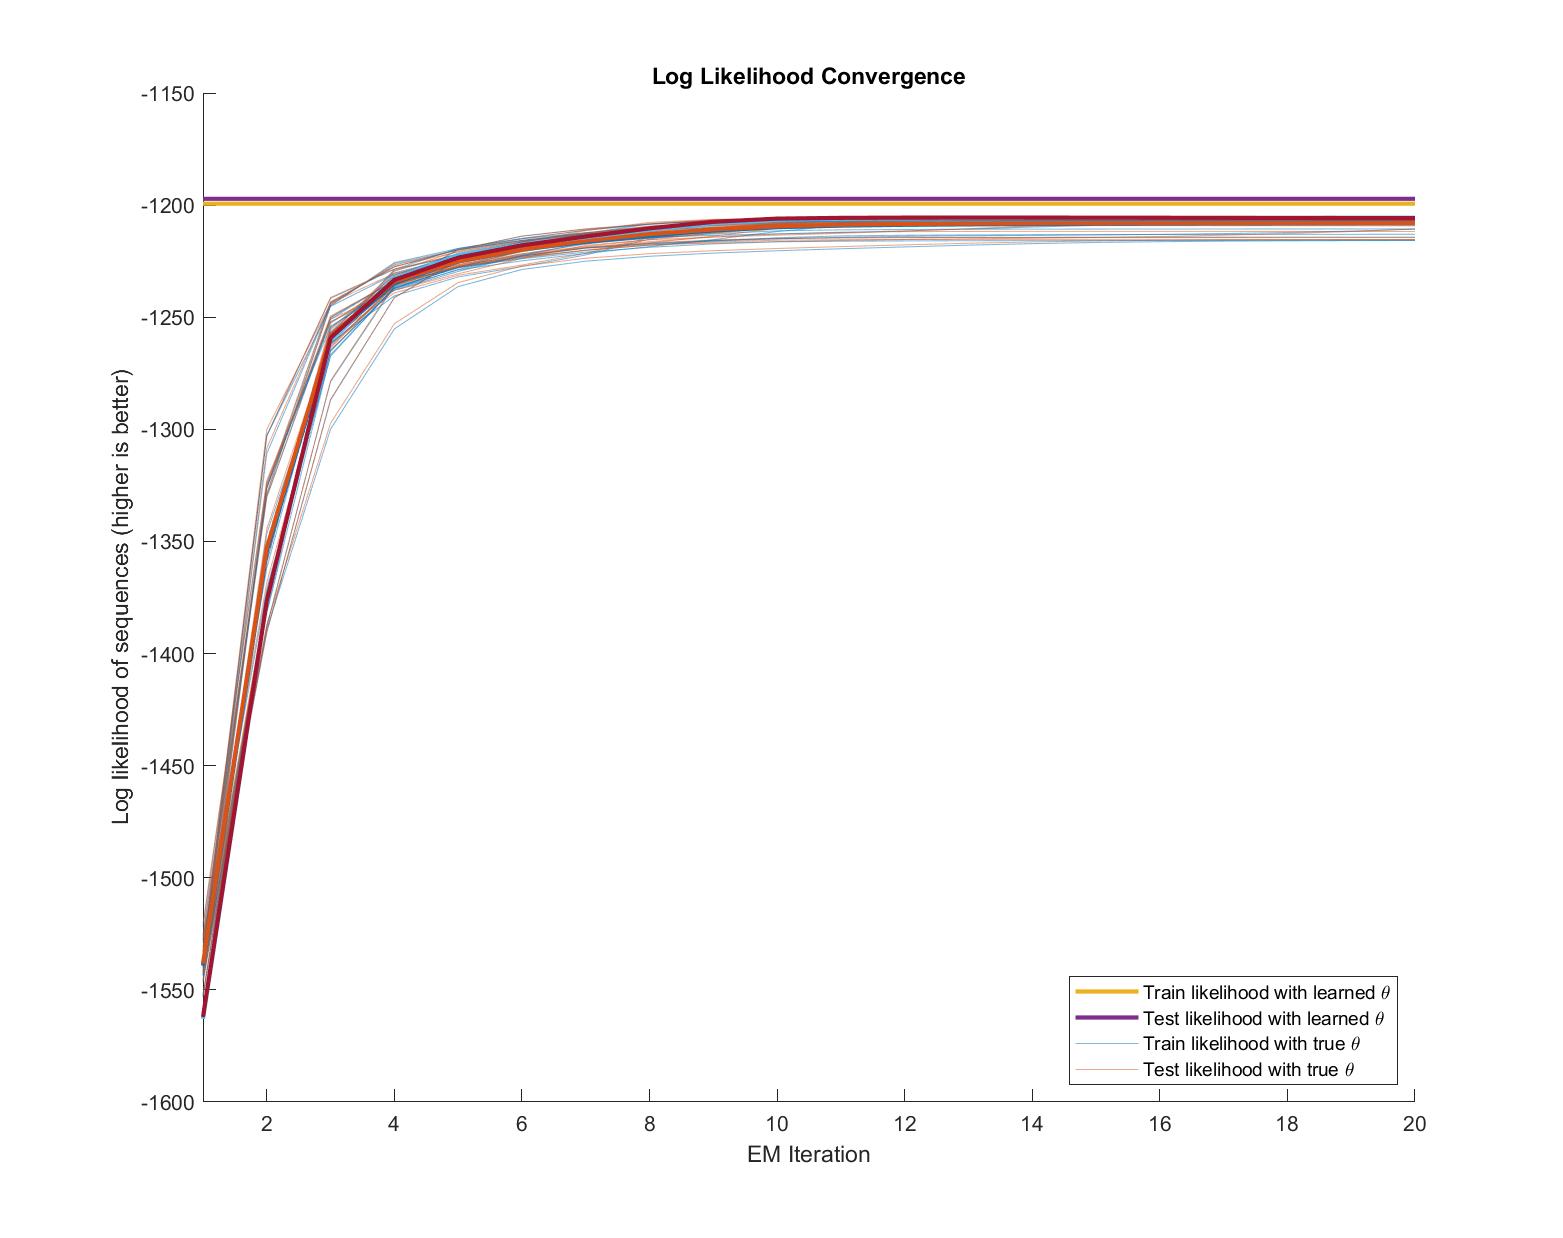 Log Likelihood Convergence
-1150
-1200
-1250
-1300
-1350
-1400
-1450
-1500
-1550
-1600
Log likelihood of sequences (higher is better)
Train likelihood with learned θ
Test likelihood with learned θ
Train likelihood with true θ
Test likelihood with true θ
2 4 6 8 10 12 14 16 18 20
EM Iteration